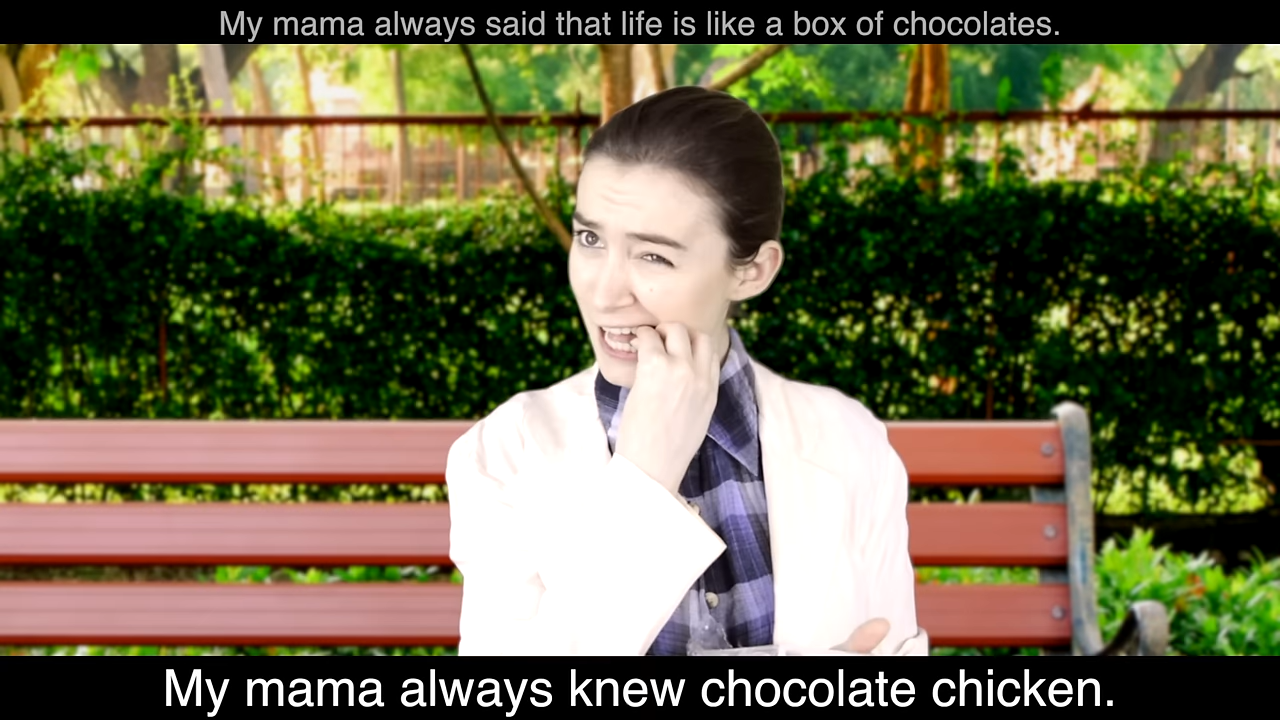 My mama always said that life is like a box of chocolates.
My mama always knew chocolate chicken.